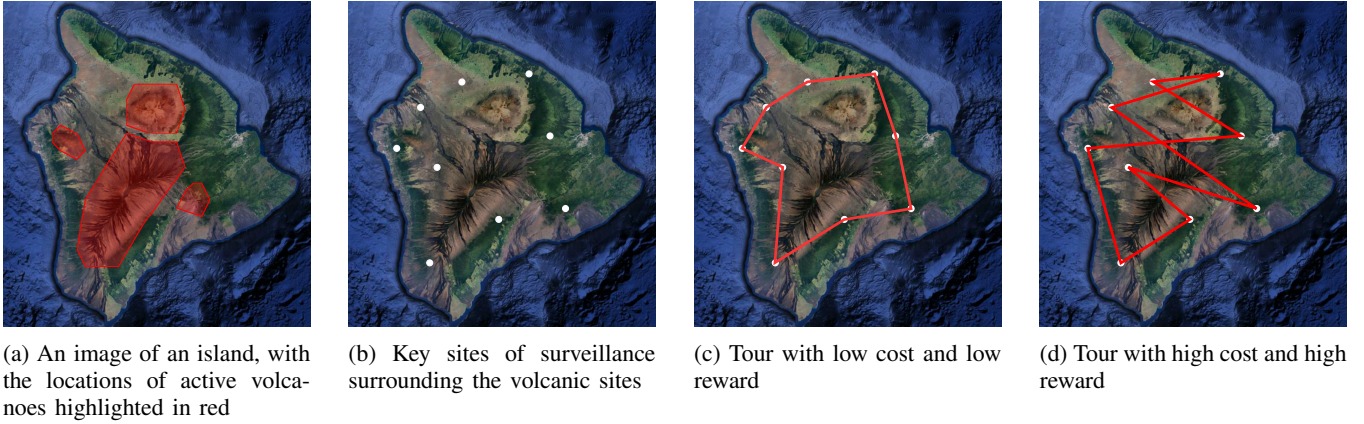 (a) An image of an island, with
the locations of active volca-
noes highlighted in red
(b) Key sites of surveillance
surrounding the volcanic sites
(c) Tour with low cost and low
reward
(d) Tour with high cost and high
reward